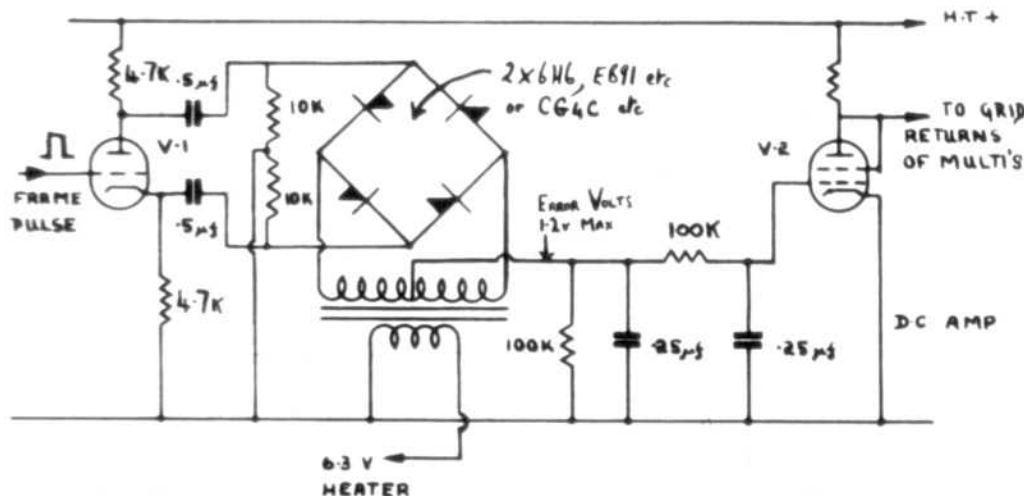 H.T +
4.7K
.5μf
2 X 6H6, EB91 etc
or CG4C etc
10K
V-1
TO GRID
RETURNS
OF MULTI'S
V-2
FRAME
PULSE
10K
.5μf
ERROR VOLTS
1.2V MAX
100K
4.7K
100K
.25μf
.25μf
D.C AMP
6.3 V
HEATER